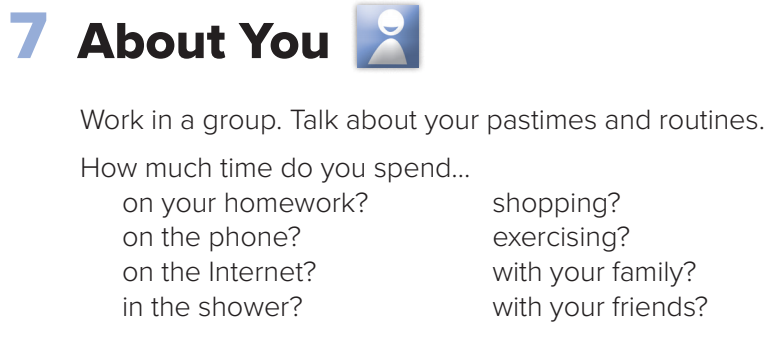 7 About You
Work in a group. Talk about your pastimes and routines.
How much time do you spend...
on your homework?
on the phone?
on the Internet?
in the shower?
shopping?
exercising?
with your family?
with your friends?